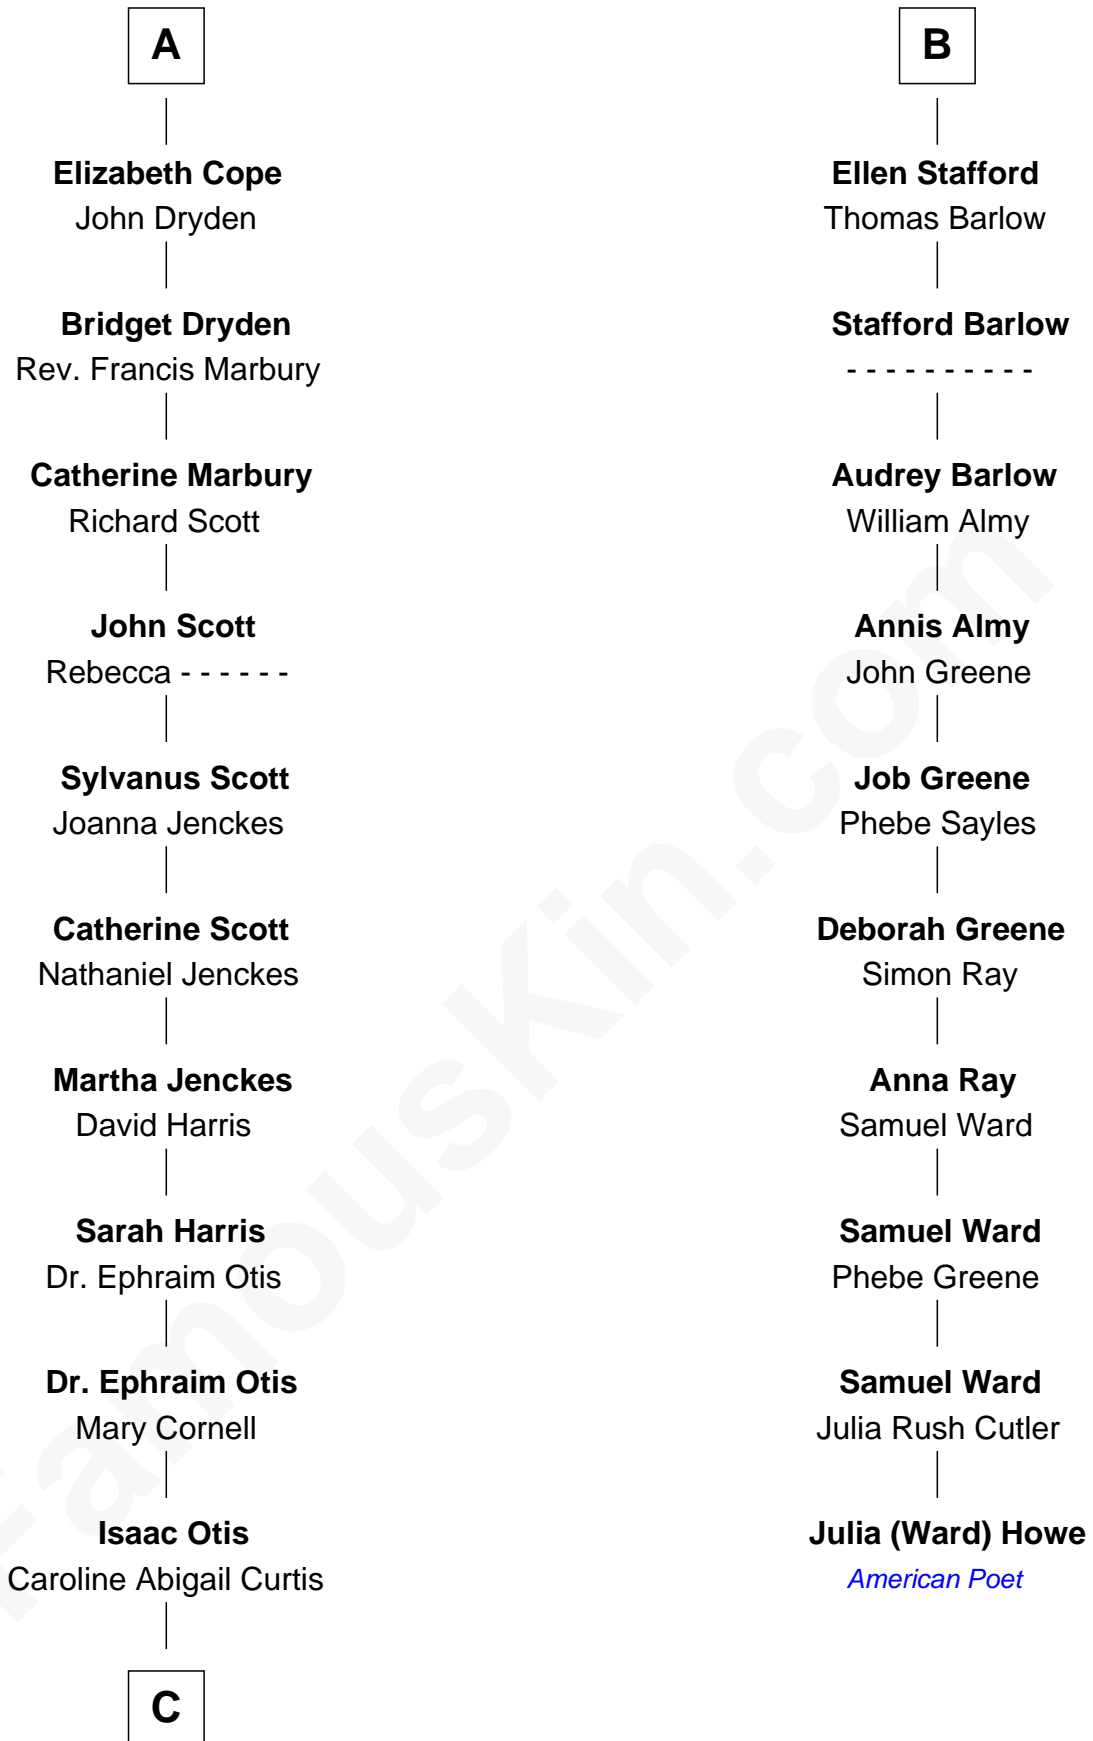 A
Elizabeth Cope
John Dryden
Bridget Dryden
Rev. Francis Marbury
Catherine Marbury
Richard Scott
John Scott
Rebecca - - - - - -
Sylvanus Scott
Joanna Jenckes
Catherine Scott
Nathaniel Jenckes
Martha Jenckes
David Harris
Sarah Harris
Dr. Ephraim Otis
Dr. Ephraim Otis
Mary Cornell
Isaac Otis
Caroline Abigail Curtis
C
B
Ellen Stafford
Thomas Barlow
Stafford Barlow
- - - - - - - - - -
Audrey Barlow
William Almy
Annis Almy
John Greene
Job Greene
Phebe Sayles
Deborah Greene
Simon Ray
Anna Ray
Samuel Ward
Samuel Ward
Phebe Greene
Samuel Ward
Julia Rush Cutler
Julia (Ward) Howe
American Poet
FamousKin.com